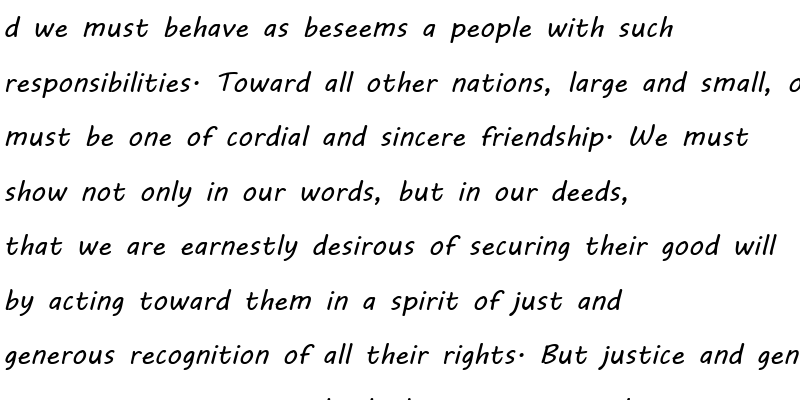 d we must behave as beseems a people with such
responsibilities. Toward all other nations, large and small,
must be one of cordial and sincere friendship. We must
show not only in our words, but in our deeds,
that we are earnestly desirous of securing their good will
by acting toward them in a spirit of just and
generous recognition of all their rights. But justice and gen